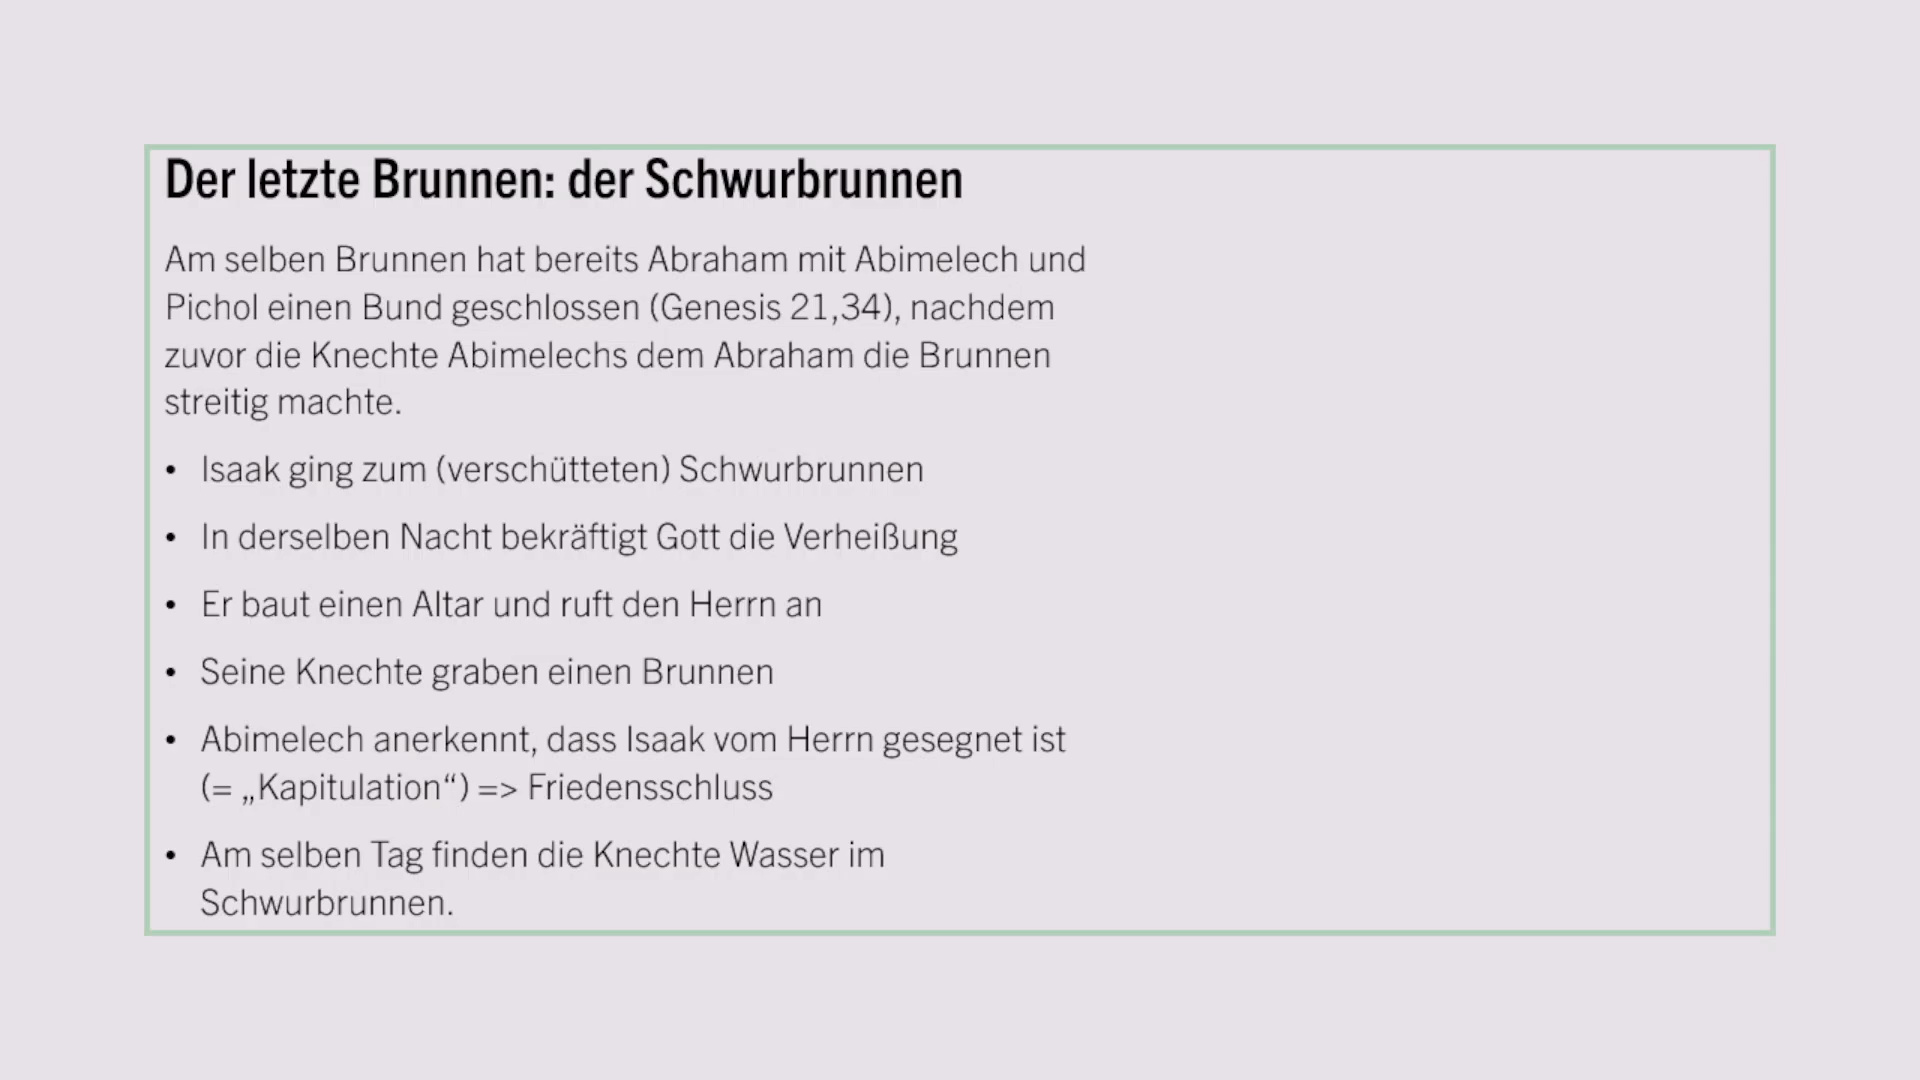 Der letzte Brunnen: der Schwurbrunnen
Am selben Brunnen hat bereits Abraham mit Abimelech und
Pichol einen Bund geschlossen (Genesis 21,34), nachdem
zuvor die Knechte Abimelechs dem Abraham die Brunnen
streitig machte.
• Isaak ging zum (verschütteten) Schwurbrunnen
• In derselben Nacht bekräftigt Gott die Verheißung
• Er baut einen Altar und ruft den Herrn an
• Seine Knechte graben einen Brunnen
• Abimelech anerkennt, dass Isaak vom Herrn gesegnet ist
(= „Kapitulation“) => Friedensschluss
• Am selben Tag finden die Knechte Wasser im
Schwurbrunnen.